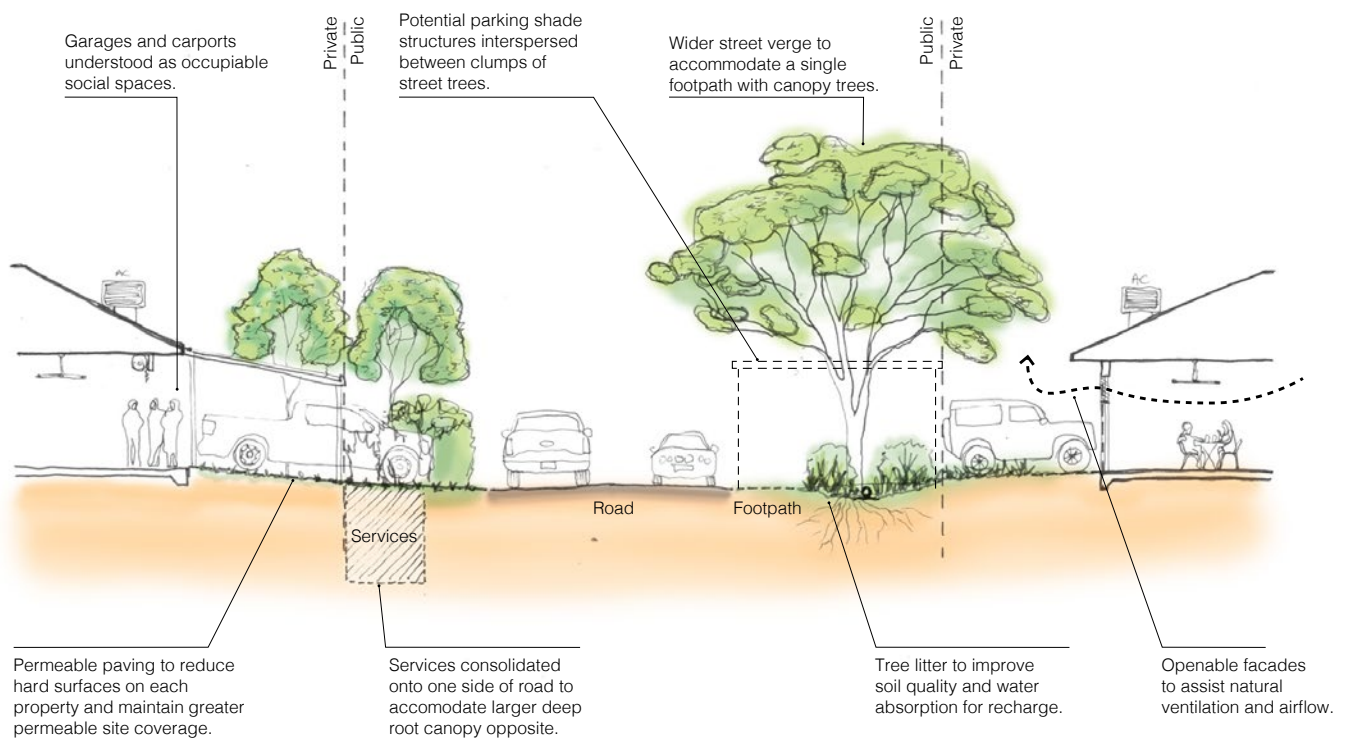 Garages and carports
understood as occupiable
social spaces.
Private
Public
Potential parking shade
structures interspersed
between clumps of
street trees.
Wider street verge to
accommodate a single
footpath with canopy trees.
Public
Private
AC
AC
Services
Road
Footpath
Permeable paving to reduce
hard surfaces on each
property and maintain greater
permeable site coverage.
Services consolidated
onto one side of road to
accomodate larger deep
root canopy opposite.
Tree litter to improve
soil quality and water
absorption for recharge.
Openable facades
to assist natural
ventilation and airflow.